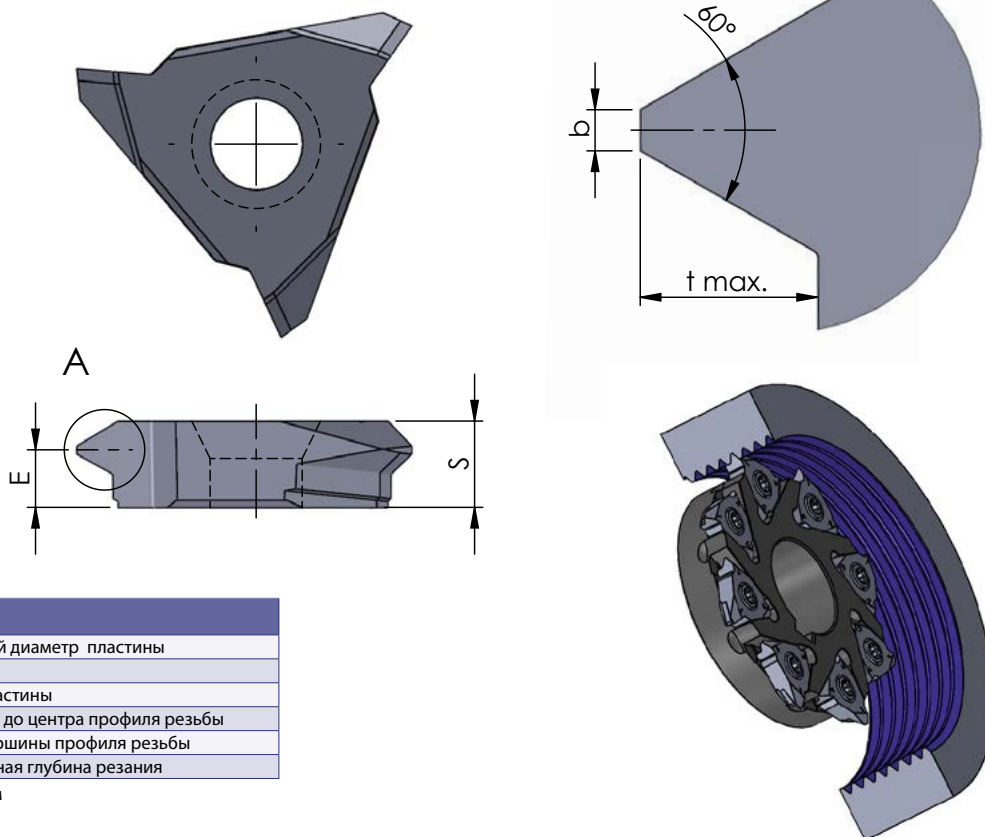 60°
b
t max.
A
E
S
й диаметр пластины
астины
до центра профиля резьбы
ршины профиля резьбы
ная глубина резания